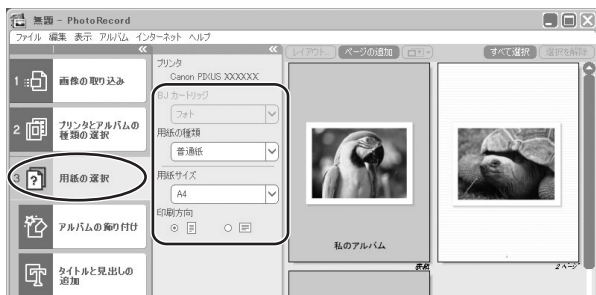 無題 - PhotoRecord
ファイル 編集 表示 アルバム インターネット ヘルプ
1 画像の取り込み
2 プリンタとアルバムの
種類の選択
3 用紙の選択
アルバムの飾り付け
タイトルと見出しの
追加
プリンタ
Canon PIXUS XXXXXX
BJ カートリッジ
フォト
用紙の種類
普通紙
用紙サイズ
A4
印刷方向
レイアウト... ページの追加 すべて選択 選択を解除
私のアルバム
表紙
2 ページ